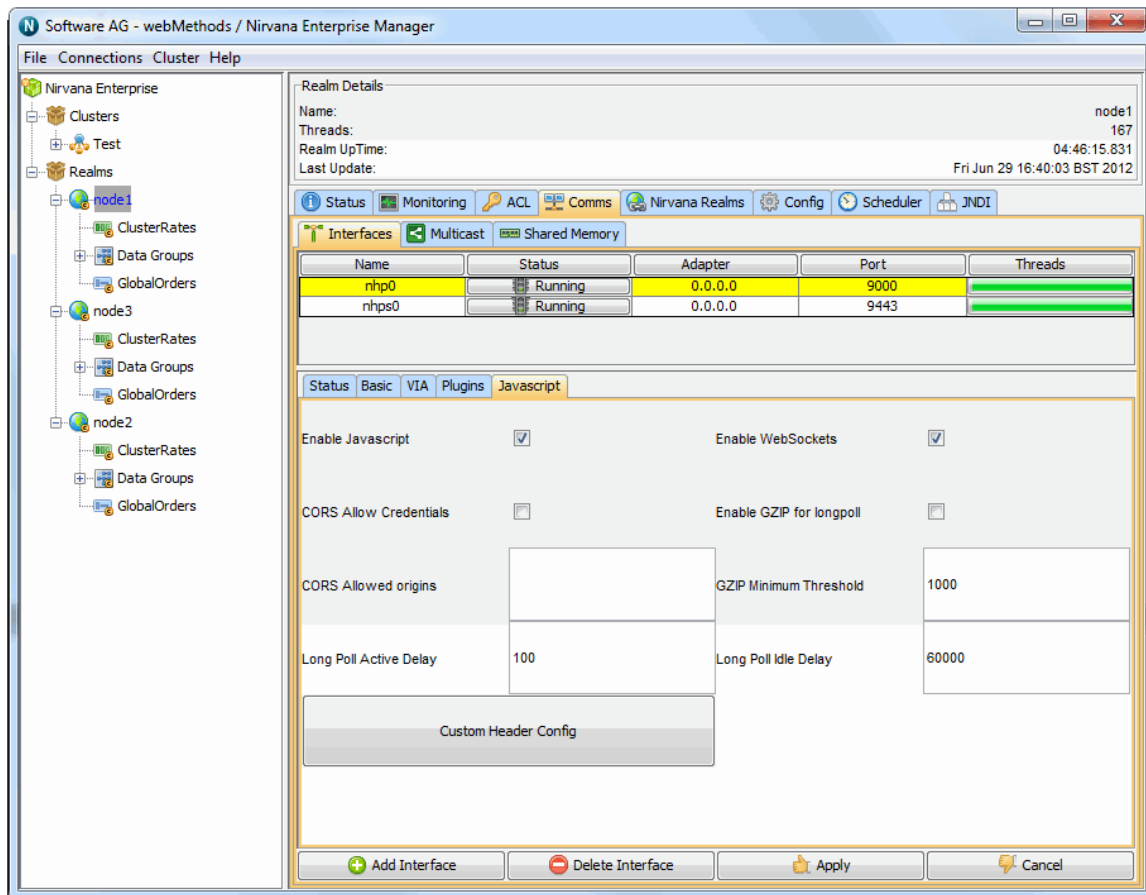 N Software AG - webMethods / Nirvana Enterprise Manager
File Connections Cluster Help
Nirvana Enterprise
Clusters
Test
Realms
node1
ClusterRates
Data Groups
GlobalOrders
node3
ClusterRates
Data Groups
GlobalOrders
node2
ClusterRates
Data Groups
GlobalOrders
Realm Details
Name: node1
Threads: 167
Realm UpTime: 04:46:15.831
Last Update: Fri Jun 29 16:40:03 BST 2012
Status Monitoring ACL Comms Nirvana Realms Config Scheduler JNDI
Interfaces Multicast Shared Memory
Name Status Adapter Port Threads
nhp0 Running 0.0.0.0 9000
nhps0 Running 0.0.0.0 9443
Status Basic VIA Plugins Javascript
Enable Javascript Enable WebSockets
CORS Allow Credentials Enable GZIP for longpoll
CORS Allowed origins GZIP Minimum Threshold 1000
Long Poll Active Delay 100 Long Poll Idle Delay 60000
Custom Header Config
Add Interface Delete Interface Apply Cancel